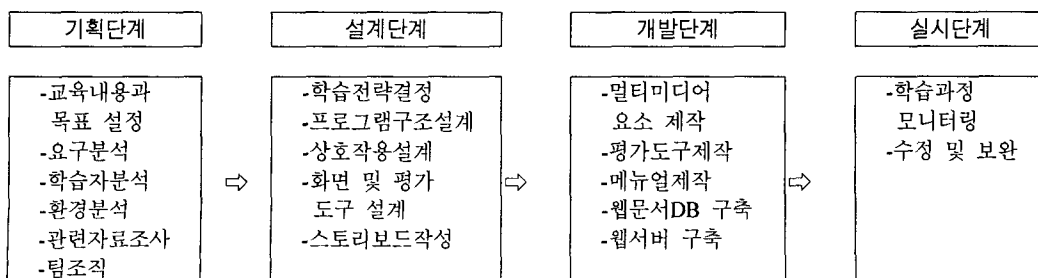 기획단계
설계단계
개발단계
실시단계
-교육내용과
목표 설정
-요구분석
-학습자분석
-환경분석
-관련자료조사
-팀조직
⇨
-학습전략결정
-프로그램구조설계
-상호작용설계
-화면 및 평가
도구 설계
-스토리보드작성
⇨
-멀티미디어
요소 제작
-평가도구제작
-메뉴얼제작
-웹문서DB 구축
-웹서버 구축
⇨
-학습과정
모니터링
-수정 및 보완